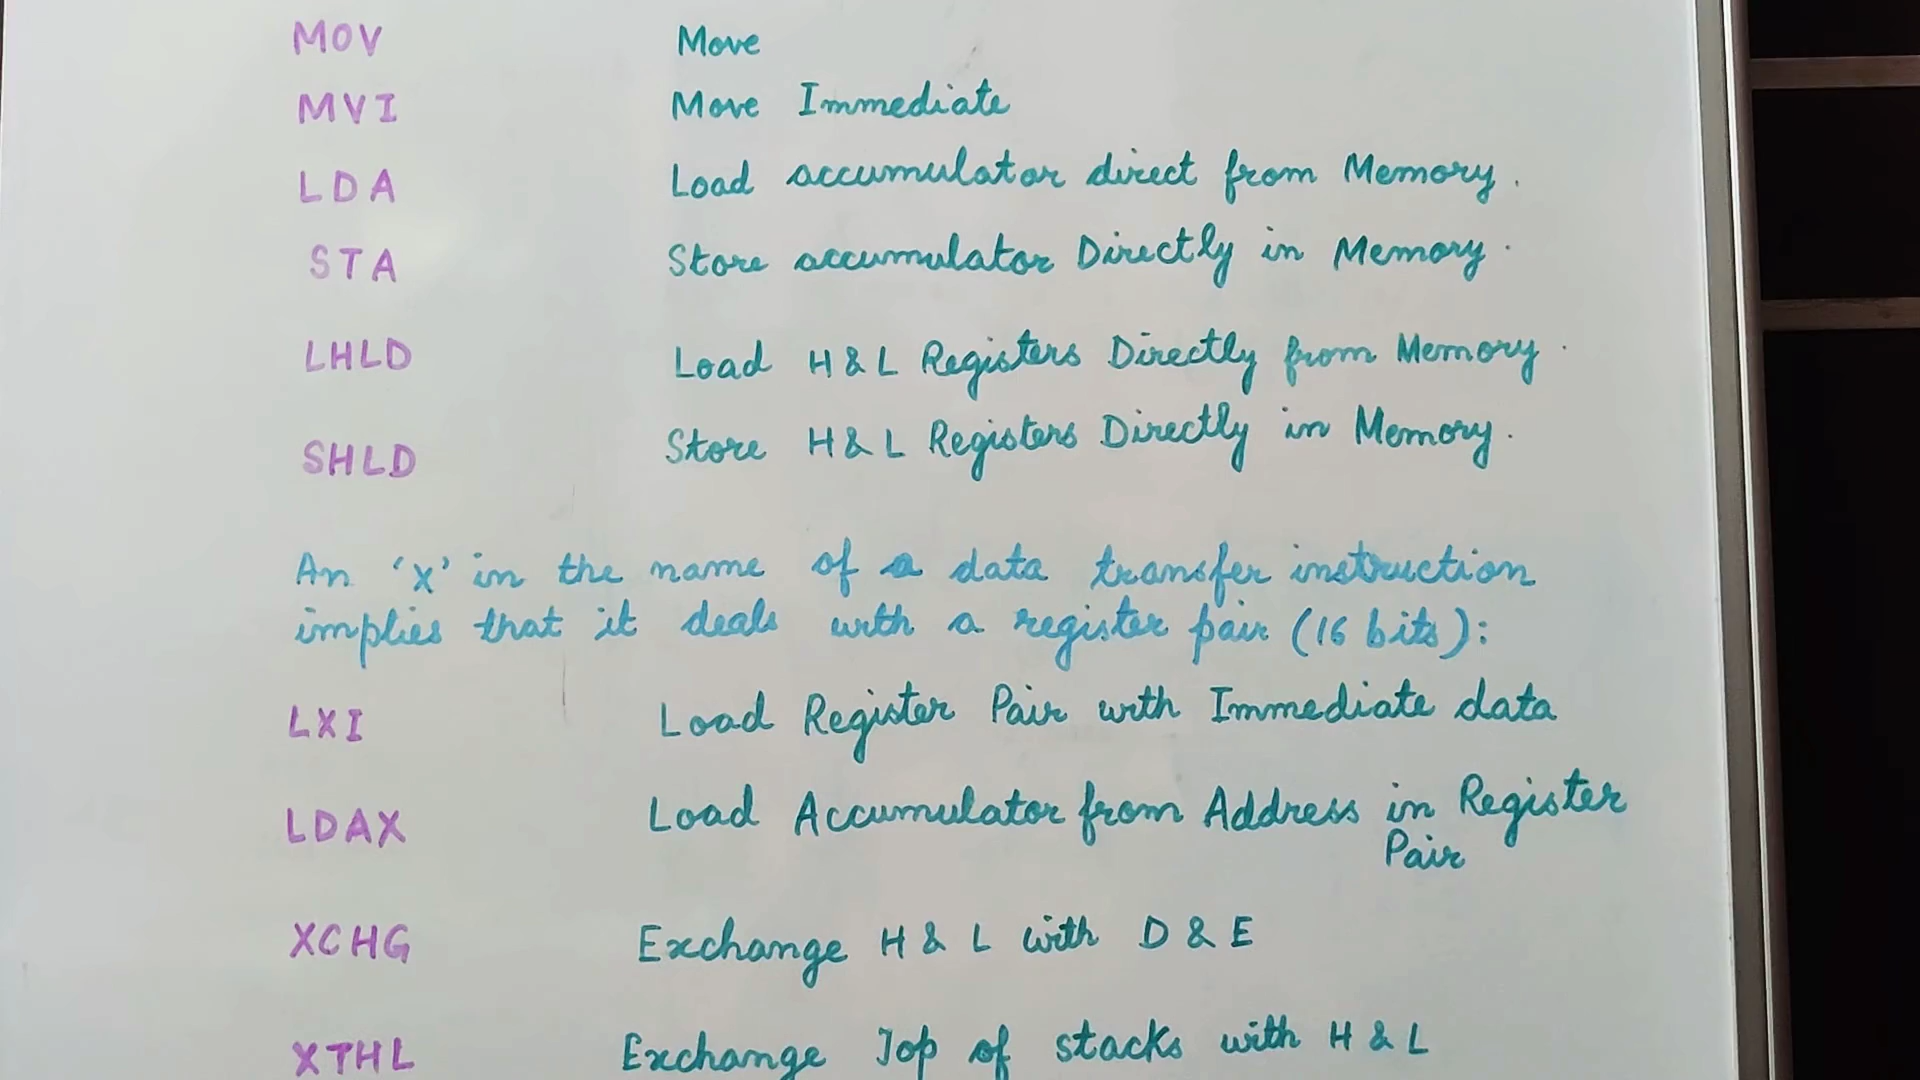 MOV Move
MVI Move Immediate
LDA Load accumulator direct from Memory.
STA Store accumulator Directly in Memory.
LHLD Load H & L Registers Directly from Memory.
SHLD Store H & L Registers Directly in Memory.
An 'X' in the name of a data transfer instruction
implies that it deals with a register pair (16 bits):
LXI Load Register Pair with Immediate data
LDAX Load Accumulator from Address in Register
Pair
XCHG Exchange H & L with D & E
XTHL Exchange Top of stacks with H & L